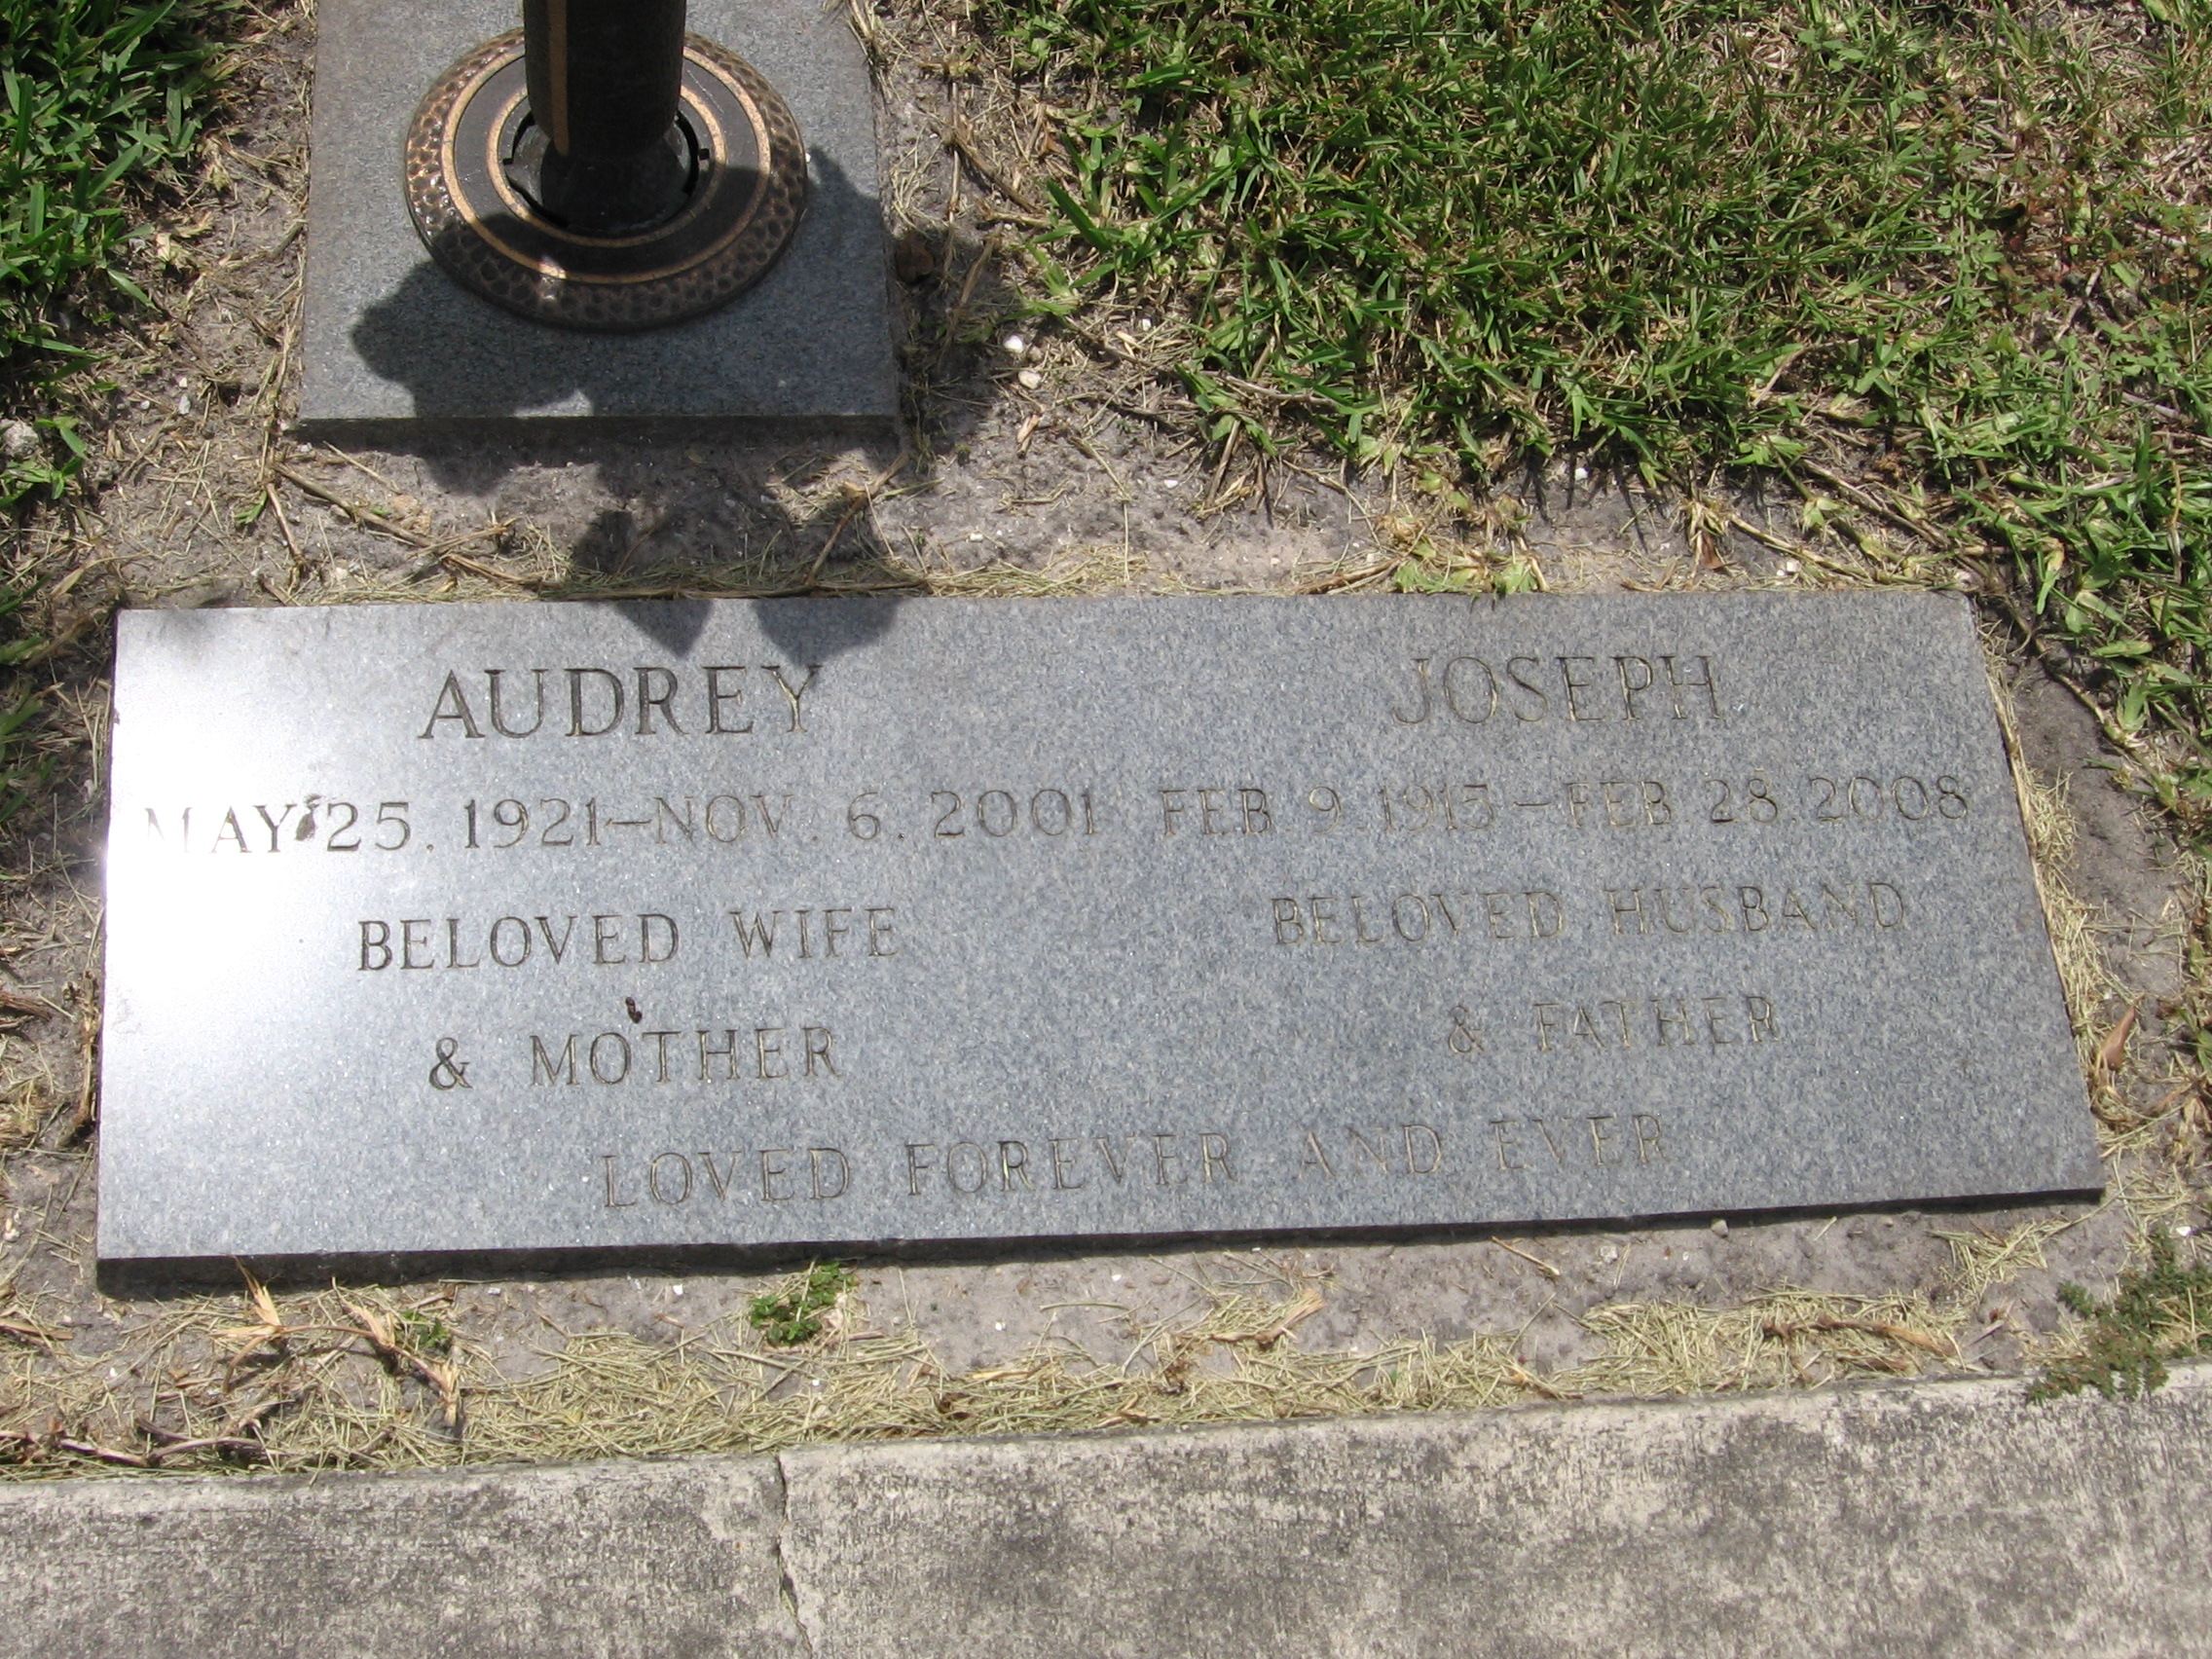 AUDREY JOSEPH
MAY 25, 1921–NOV. 6, 2001 FEB 9, 1915 – FEB 28, 2008
BELOVED WIFE BELOVED HUSBAND
& MOTHER & FATHER
LOVED FOREVER AND EVER